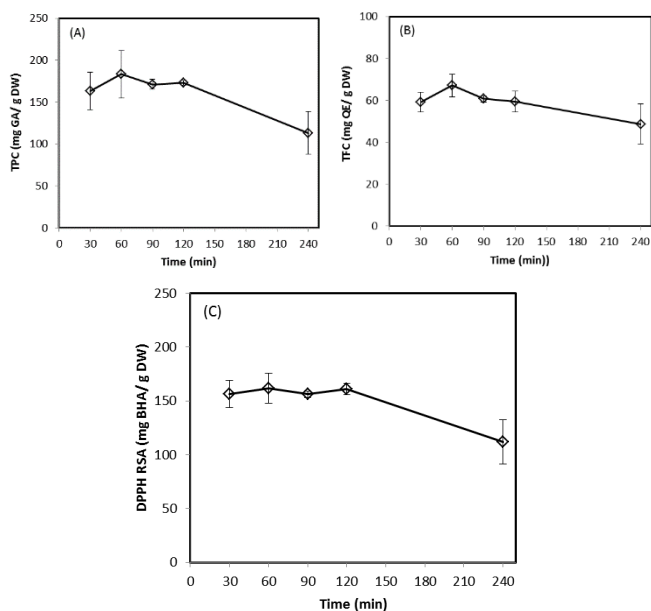 (A)
TPC (mg GA/ g DW)
250
200
150
100
50
0
0 30 60 90 120 150 180 210 240
Time (min)
(B)
TFC (mg QE/ g DW)
100
80
60
40
20
0
0 30 60 90 120 150 180 210 240
Time (min))
(C)
DPPH RSA (mg BHA/ g DW)
250
200
150
100
50
0
0 30 60 90 120 150 180 210 240
Time (min)